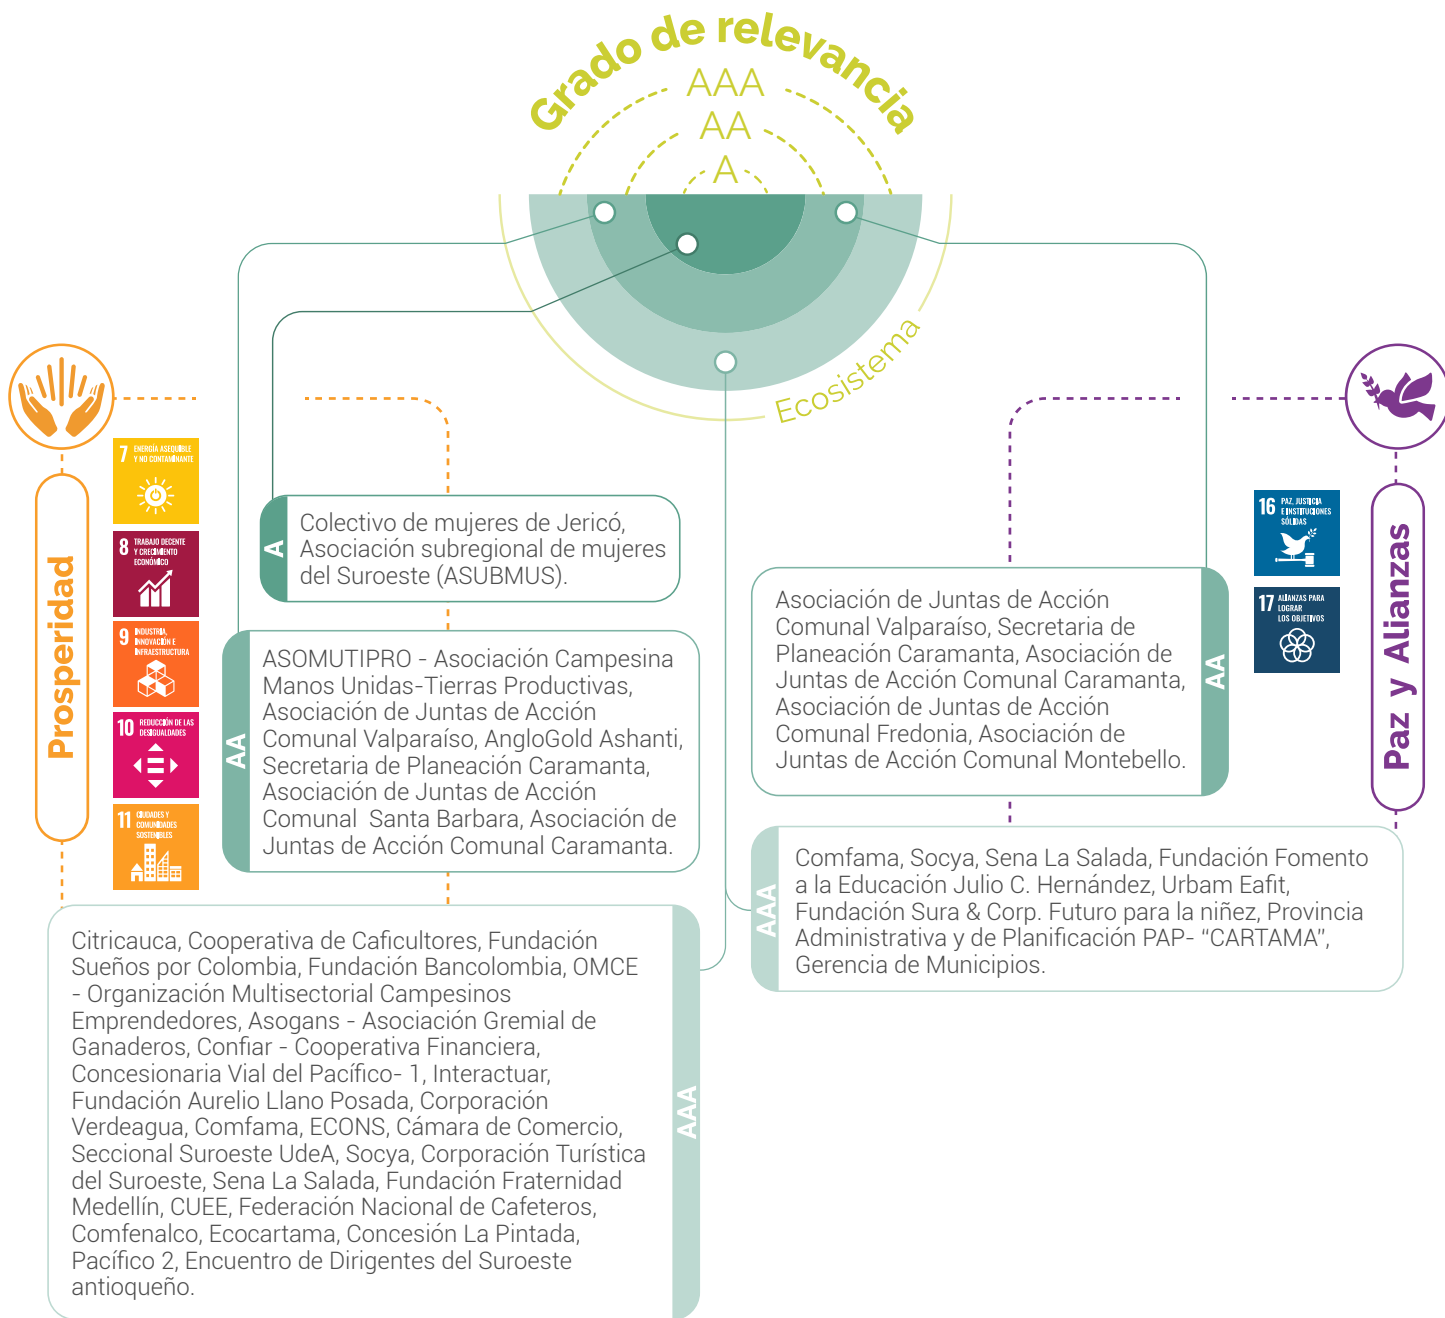 Grado de relevancia
AAA
AA
A
Ecosistema
Prosperidad
7 ENERGÍA ASEQUIBLE
Y NO CONTAMINANTE
8 TRABAJO DECENTE
Y CRECIMIENTO
ECONÓMICO
9 INDUSTRIA,
INNOVACIÓN E
INFRAESTRUCTURA
10 REDUCCIÓN DE LAS
DESIGUALDADES
11 CIUDADES Y
COMUNIDADES
SOSTENIBLES
A
Colectivo de mujeres de Jericó,
Asociación subregional de mujeres
del Suroeste (ASUBMUS).
AA
ASOMUTIPRO - Asociación Campesina
Manos Unidas-Tierras Productivas,
Asociación de Juntas de Acción
Comunal Valparaíso, AngloGold Ashanti,
Secretaria de Planeación Caramanta,
Asociación de Juntas de Acción
Comunal Santa Barbara, Asociación de
Juntas de Acción Comunal Caramanta.
Citricauca, Cooperativa de Caficultores, Fundación
Sueños por Colombia, Fundación Bancolombia, OMCE
- Organización Multisectorial Campesinos
Emprendedores, Asogans - Asociación Gremial de
Ganaderos, Confiar - Cooperativa Financiera,
Concesionaria Vial del Pacífico- 1, Interactuar,
Fundación Aurelio Llano Posada, Corporación
Verdeagua, Comfama, ECONS, Cámara de Comercio,
Seccional Suroeste UdeA, Socya, Corporación Turística
del Suroeste, Sena La Salada, Fundación Fraternidad
Medellín, CUEE, Federación Nacional de Cafeteros,
Comfenalco, Ecocartama, Concesión La Pintada,
Pacífico 2, Encuentro de Dirigentes del Suroeste
antioqueño.
AAA
Paz y Alianzas
16 PAZ, JUSTICIA
E INSTITUCIONES
SÓLIDAS
17 ALIANZAS PARA
LOGRAR
LOS OBJETIVOS
Asociación de Juntas de Acción
Comunal Valparaíso, Secretaria de
Planeación Caramanta, Asociación de
Juntas de Acción Comunal Caramanta,
Asociación de Juntas de Acción
Comunal Fredonia, Asociación de
Juntas de Acción Comunal Montebello.
AA
AAA
Comfama, Socya, Sena La Salada, Fundación Fomento
a la Educación Julio C. Hernández, Urbam Eafit,
Fundación Sura & Corp. Futuro para la niñez, Provincia
Administrativa y de Planificación PAP- “CARTAMA”,
Gerencia de Municipios.